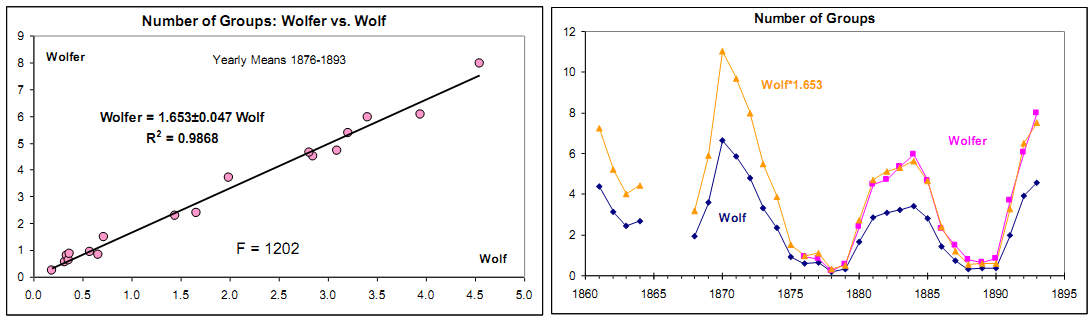 Number of Groups: Wolfer vs. Wolf
9
8
7
6
5
4
3
2
1
0
Wolfer
Yearly Means 1876-1893
Wolfer = 1.653±0.047 Wolf
R² = 0.9868
F = 1202
Wolf
0.0 0.5 1.0 1.5 2.0 2.5 3.0 3.5 4.0 4.5 5.0
Number of Groups
12
10
8
6
4
2
0
Wolf*1.653
Wolfer
Wolf
1860 1865 1870 1875 1880 1885 1890 1895